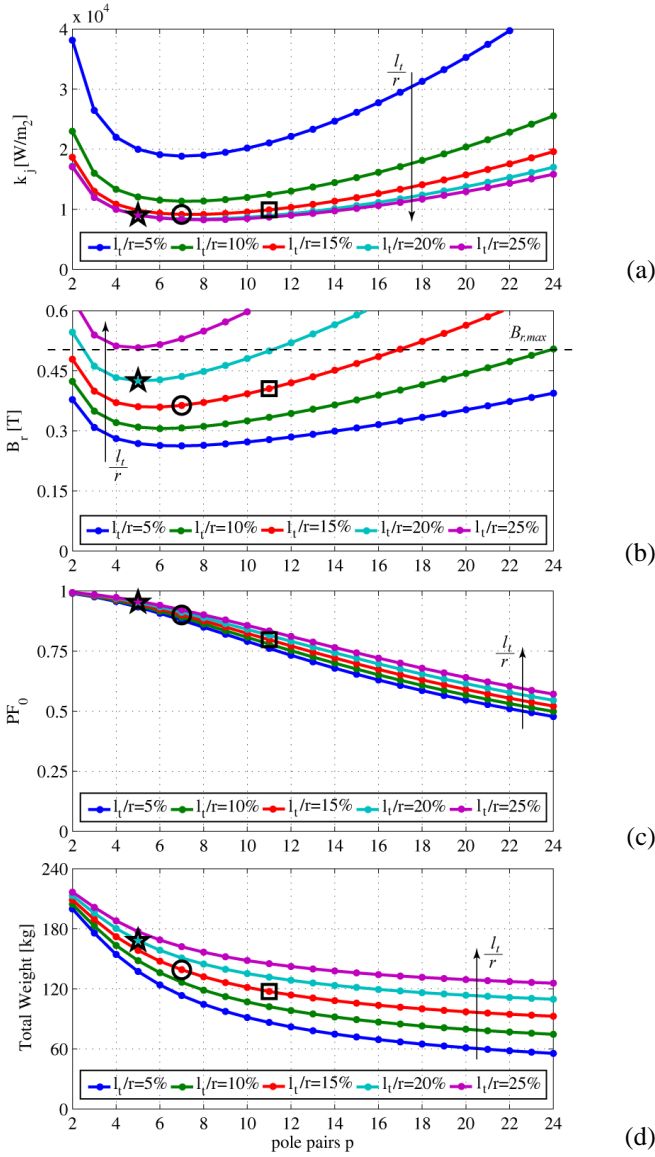 x 10⁴
4
3
2
1
0
k_j [W/m_2]
l_t/r
l_t/r=5% l_t/r=10% l_t/r=15% l_t/r=20% l_t/r=25%
2 4 6 8 10 12 14 16 18 20 22 24
(a)
0.6
0.45
0.3
0.15
0
B_r [T]
B_r,max
l_t/r
l_t/r=5% l_t/r=10% l_t/r=15% l_t/r=20% l_t/r=25%
2 4 6 8 10 12 14 16 18 20 22 24
(b)
1
0.75
0.5
0.25
0
PF_0
l_t/r
l_t/r=5% l_t/r=10% l_t/r=15% l_t/r=20% l_t/r=25%
2 4 6 8 10 12 14 16 18 20 22 24
(c)
240
180
120
60
0
Total Weight [kg]
l_t/r
l_t/r=5% l_t/r=10% l_t/r=15% l_t/r=20% l_t/r=25%
2 4 6 8 10 12 14 16 18 20 22 24
pole pairs p
(d)